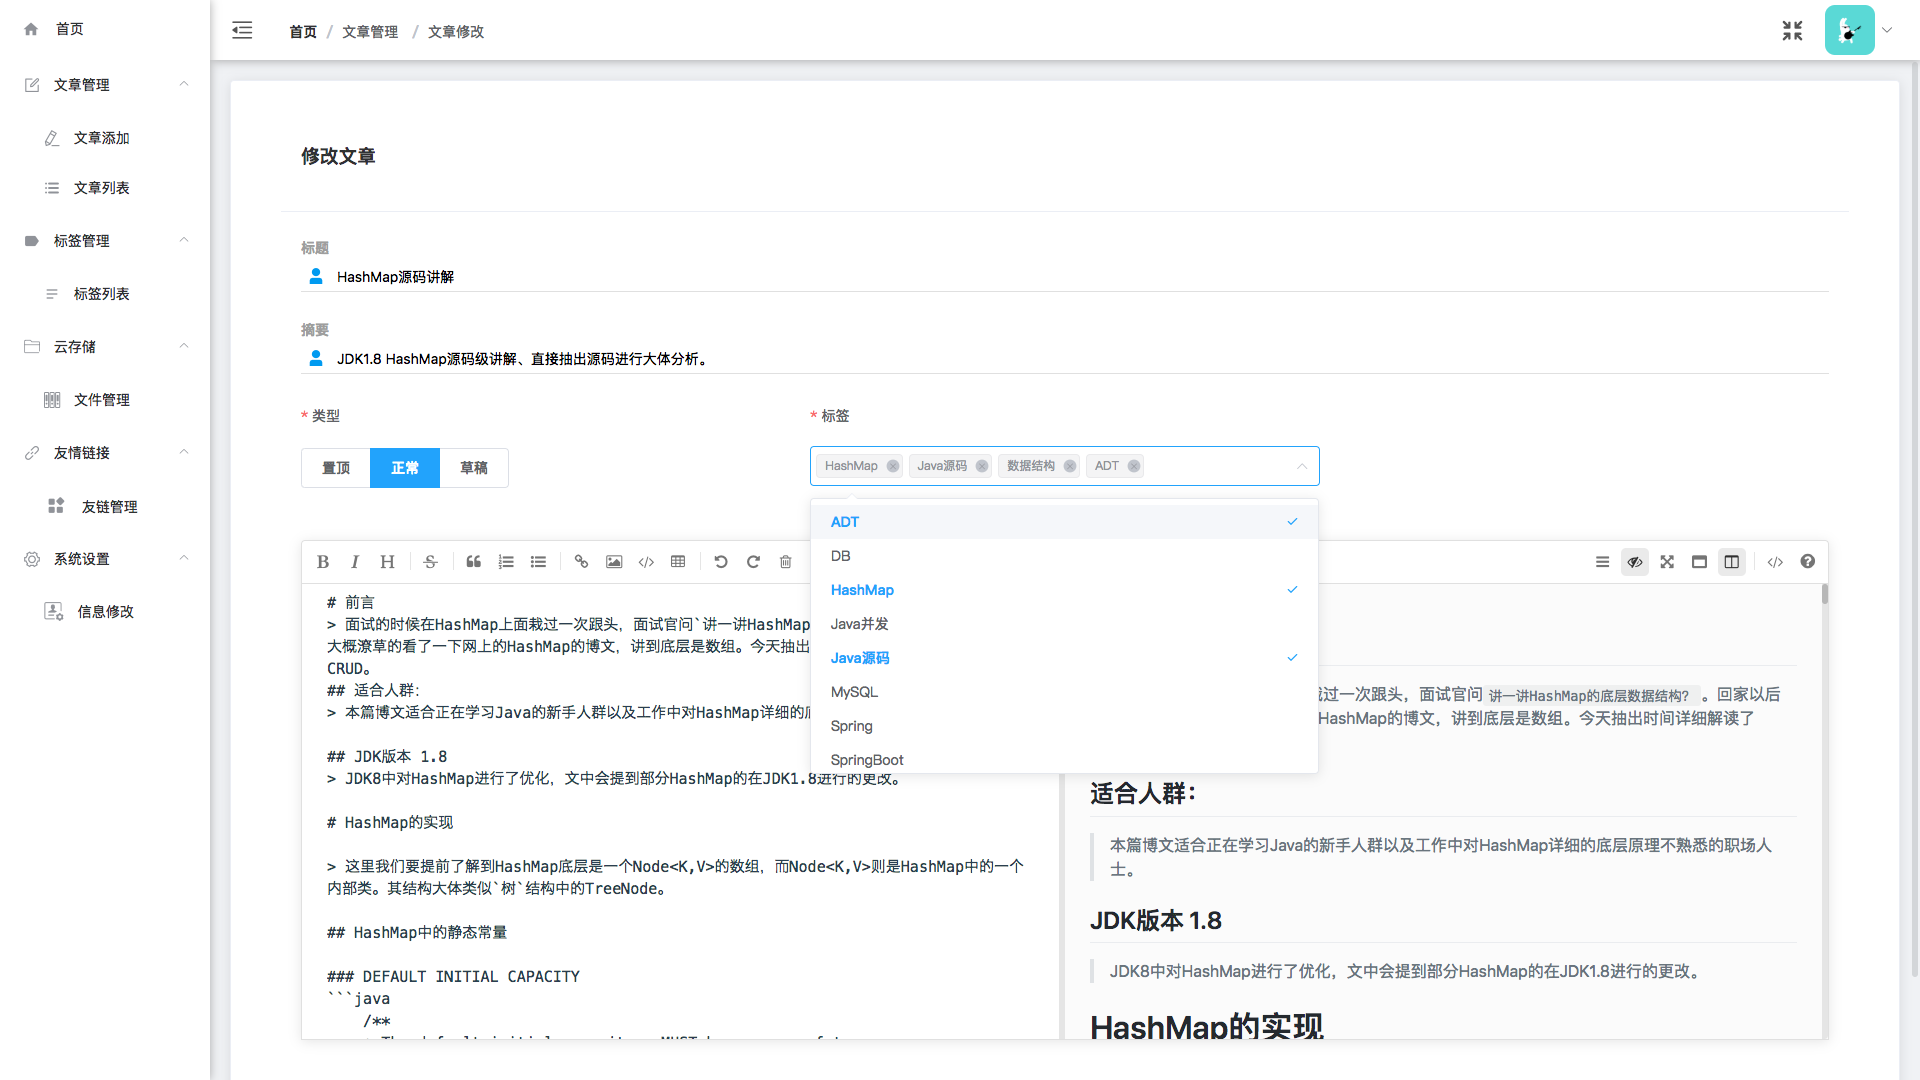 首页
文章管理
文章添加
文章列表
标签管理
标签列表
云存储
文件管理
友情链接
友链管理
系统设置
信息修改
首页 / 文章管理 / 文章修改
修改文章
标题
HashMap源码讲解
摘要
JDK1.8 HashMap源码级讲解、直接抽出源码进行大体分析。
* 类型
置顶 正常 草稿
* 标签
HashMap Java源码 数据结构 ADT
ADT
DB
HashMap
Java并发
Java源码
MySQL
Spring
SpringBoot
# 前言
> 面试的时候在HashMap上面栽过一次跟头，面试官问`讲一讲HashMap
大概潦草的看了一下网上的HashMap的博文，讲到底层是数组。今天抽出
CRUD。
## 适合人群：
> 本篇博文适合正在学习Java的新手人群以及工作中对HashMap详细的
## JDK版本 1.8
> JDK8中对HashMap进行了优化，文中会提到部分HashMap的在JDK1.8进行的更改。
# HashMap的实现
> 这里我们要提前了解到HashMap底层是一个Node<K,V>的数组，而Node<K,V>则是HashMap中的一个
内部类。其结构大体类似`树`结构中的TreeNode。
## HashMap中的静态常量
### DEFAULT INITIAL CAPACITY
```java
/**
过一次跟头，面试官问 讲一讲HashMap的底层数据结构? 。回家以后
HashMap的博文，讲到底层是数组。今天抽出时间详细解读了
适合人群：
本篇博文适合正在学习Java的新手人群以及工作中对HashMap详细的底层原理不熟悉的职场人
士。
JDK版本 1.8
JDK8中对HashMap进行了优化，文中会提到部分HashMap的在JDK1.8进行的更改。
HashMap的实现